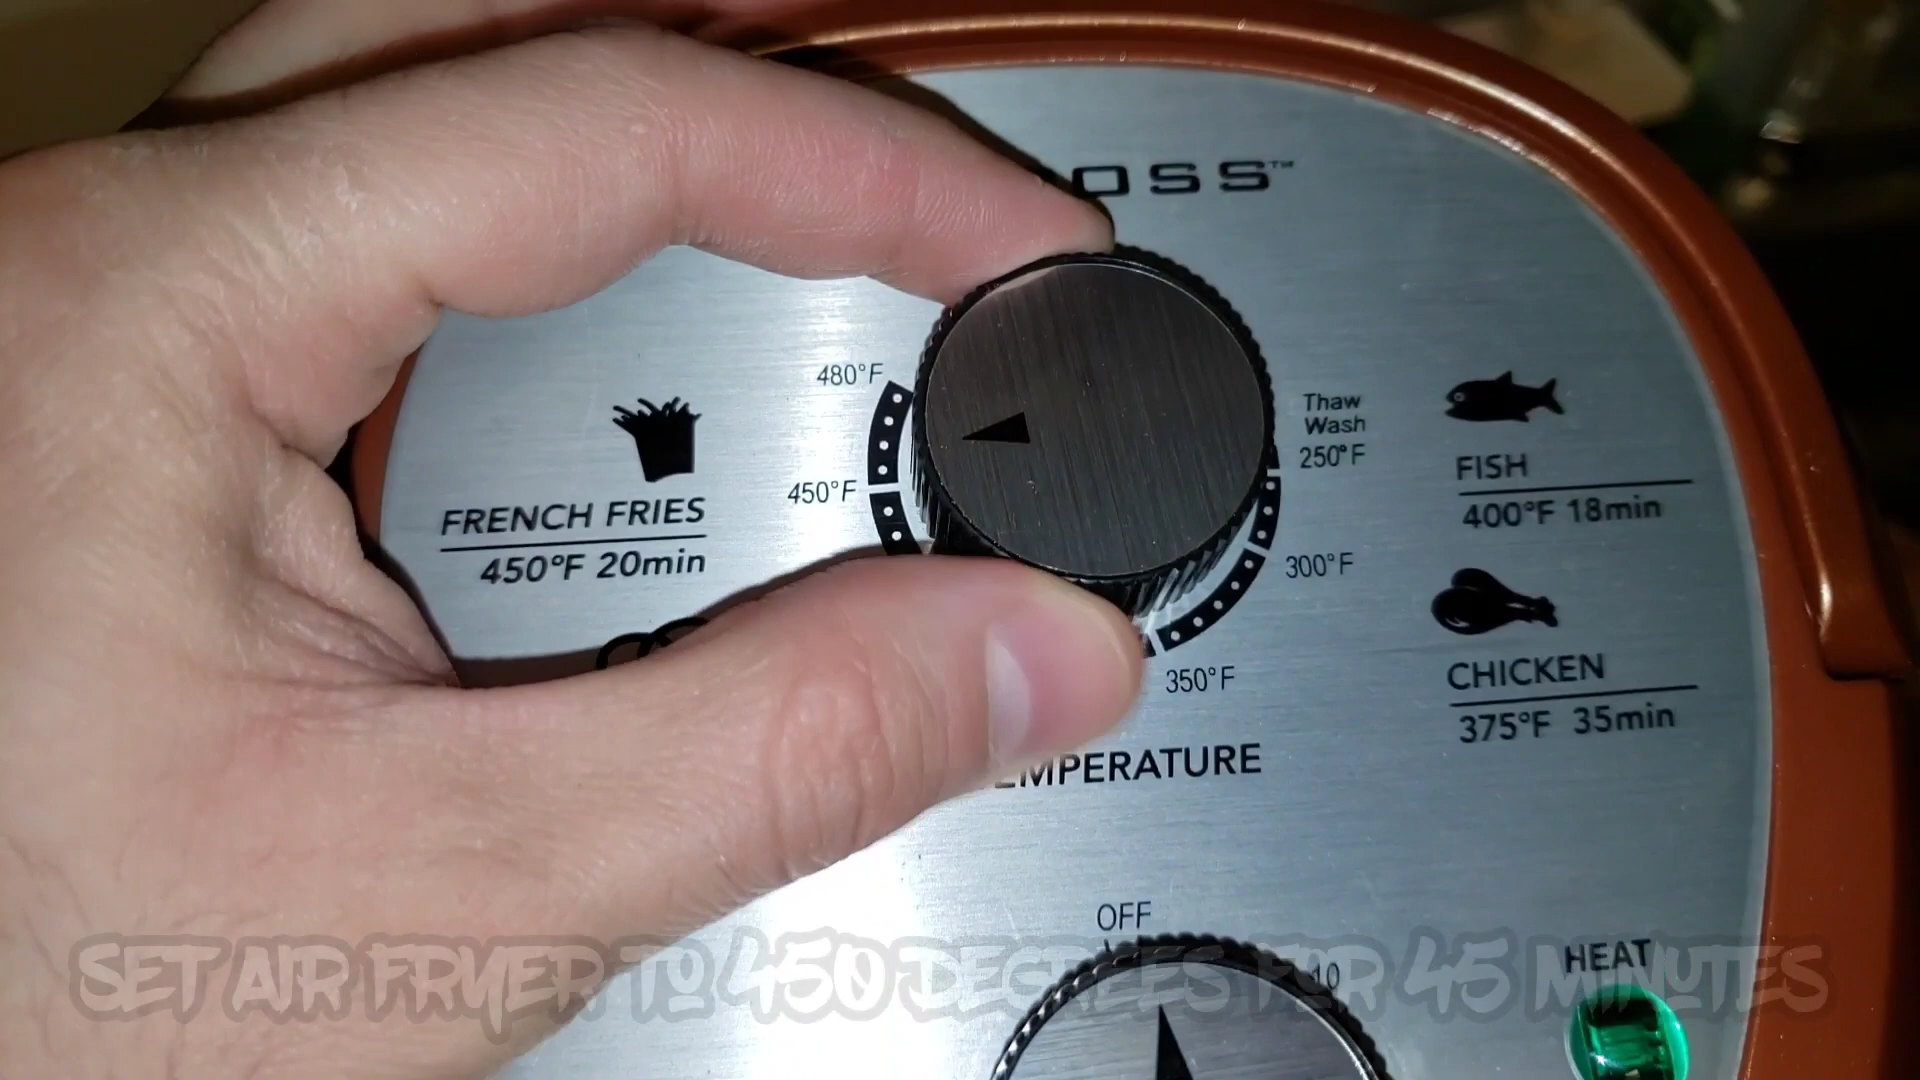 OSS™
480°F
450°F
FRENCH FRIES
450°F 20min
Thaw
Wash
250°F
300°F
350°F
FISH
400°F 18min
CHICKEN
375°F 35min
TEMPERATURE
OFF
10
HEAT
SET AIR FRYER TO 450 DEGREES FOR 45 MINUTES